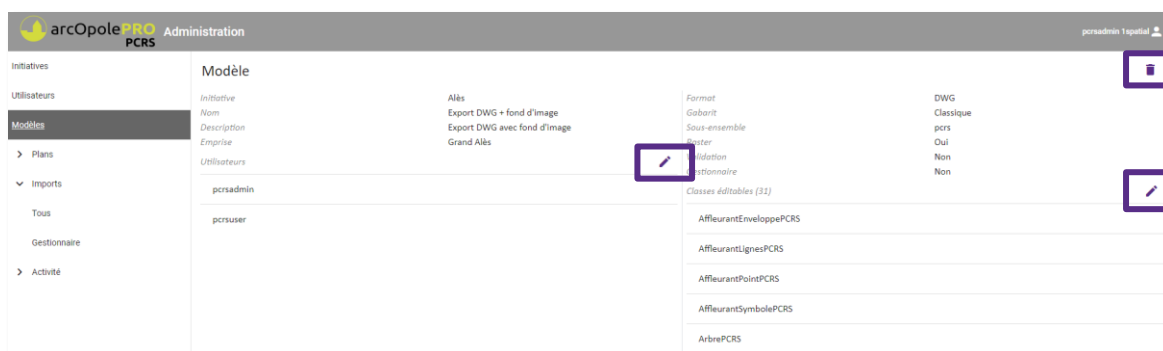 arcOpolePRO Administration
PCRS
pcrsadmin 1spatial
Initiatives
Utilisateurs
Modèles
Plans
Imports
Tous
Gestionnaire
Activité
Modèle
Initiative Alès
Nom Export DWG + fond d'image
Description Export DWG avec fond d'image
Emprise Grand Alès
Utilisateurs
pcrsadmin
pcrsuser
Format DWG
Gabarit Classique
Sous-ensemble pcrs
Raster Oui
Validation Non
Gestionnaire Non
Classes éditables (31)
AffleurantEnveloppePCRS
AffleurantLignesPCRS
AffleurantPointPCRS
AffleurantSymbolePCRS
ArbrePCRS